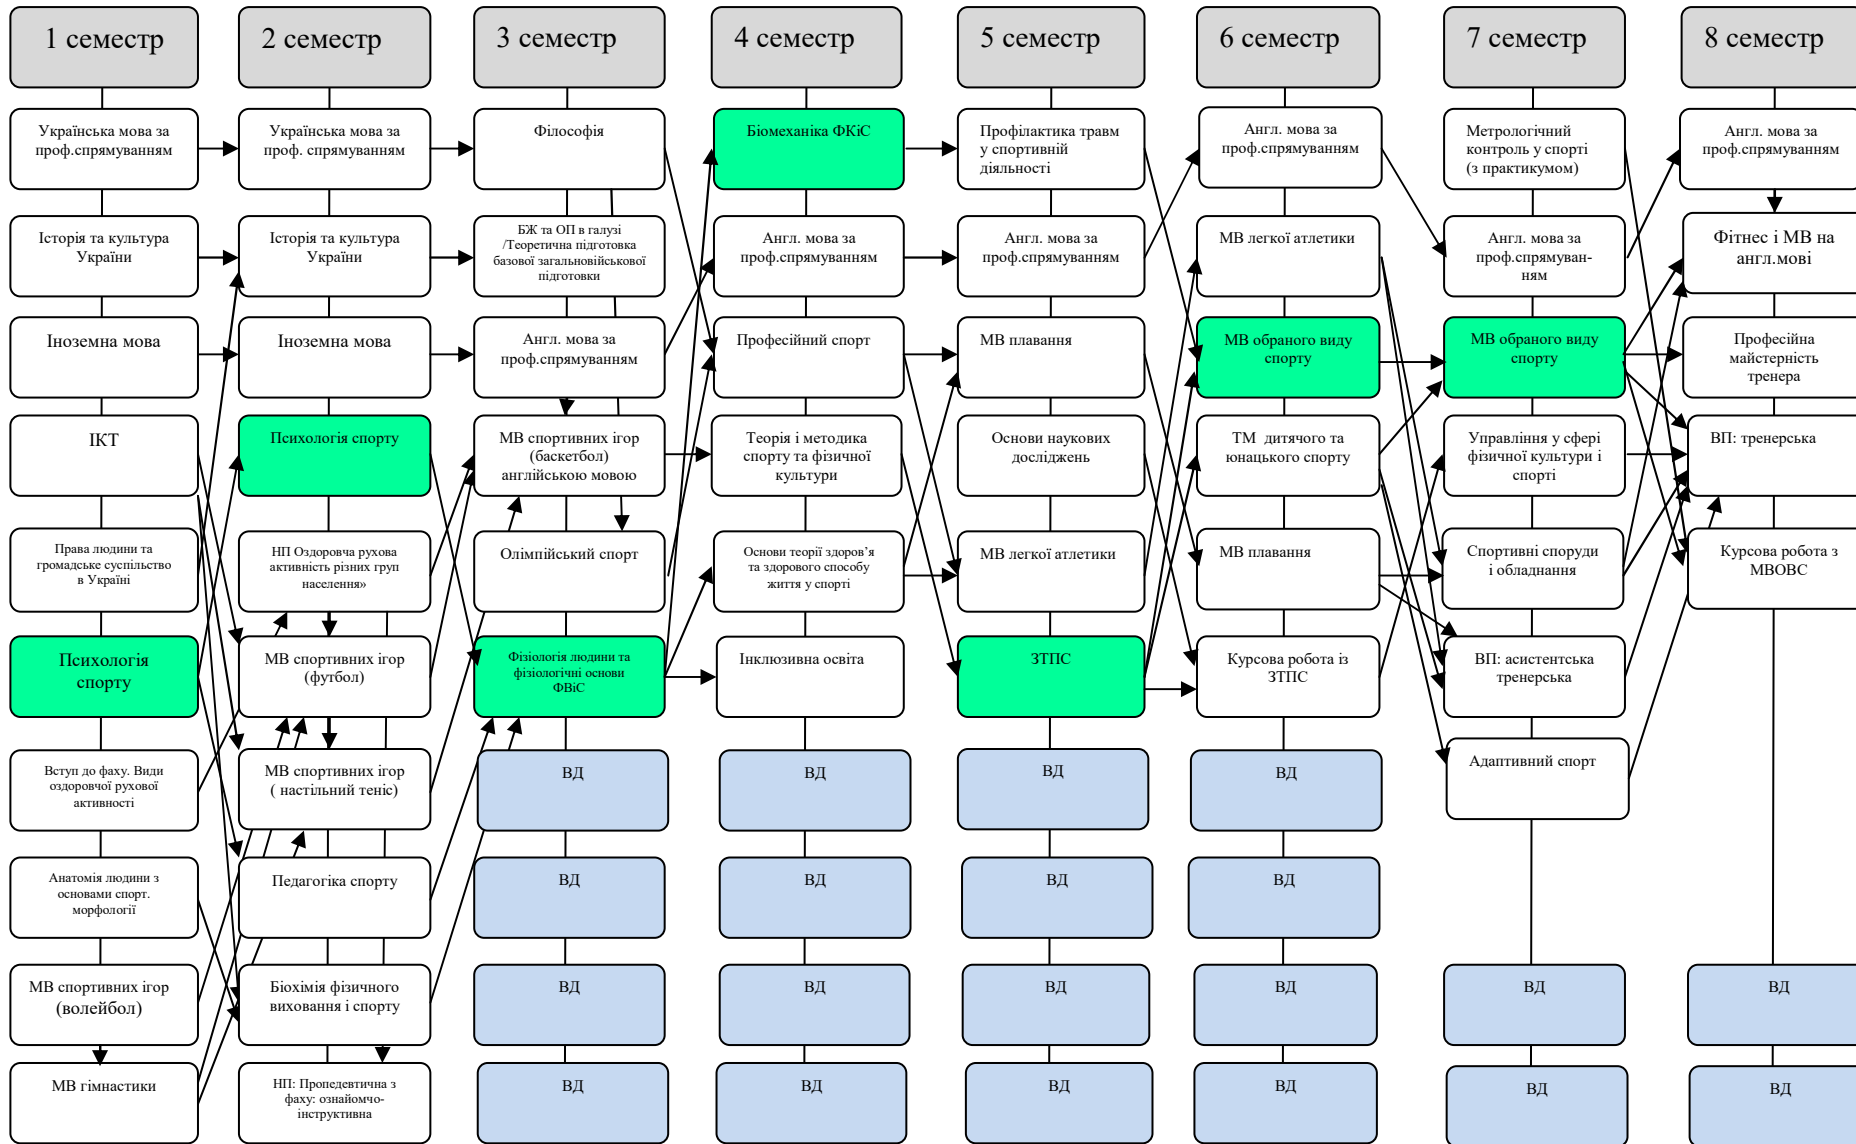 1 семестр
2 семестр
3 семестр
4 семестр
5 семестр
6 семестр
7 семестр
8 семестр
Українська мова за
проф.спрямуванням
Українська мова за
проф. спрямуванням
Філософія
Біомеханіка ФКіС
Профілактика травм
у спортивній
діяльності
Англ. мова за
проф.спрямуванням
Метрологічний
контроль у спорті
(з практикумом)
Англ. мова за
проф.спрямуванням
Історія та культура
України
Історія та культура
України
БЖ та ОП в галузі
/Теоретична підготовка
базової загальновійськової
підготовки
Англ. мова за
проф.спрямуванням
Англ. мова за
проф.спрямуванням
МВ легкої атлетики
Англ. мова за
проф.спрямуван-
ням
Фітнес і МВ на
англ.мові
Іноземна мова
Іноземна мова
Англ. мова за
проф.спрямуванням
Професійний спорт
МВ плавання
МВ обраного виду
спорту
МВ обраного виду
спорту
Професійна
майстерність
тренера
ІКТ
Психологія спорту
МВ спортивних ігор
(баскетбол)
англійською мовою
Теорія і методика
спорту та фізичної
культури
Основи наукових
досліджень
ТМ дитячого та
юнацького спорту
Управління у сфері
фізичної культури і
спорті
ВП: тренерська
Права людини та
громадське суспільство
в Україні
НП Оздоровча рухова
активність різних груп
населення»
Олімпійський спорт
Основи теорії здоров’я
та здорового способу
життя у спорті
МВ легкої атлетики
МВ плавання
Спортивні споруди
і обладнання
Курсова робота з
МВОВС
Психологія
спорту
МВ спортивних ігор
(футбол)
Фізіологія людини та
фізіологічні основи
ФВіС
Інклюзивна освіта
ЗТПС
Курсова робота із
ЗТПС
ВП: асистентська
тренерська
Вступ до фаху. Види
оздоровчої рухової
активності
МВ спортивних ігор
( настільний теніс)
ВД
ВД
ВД
ВД
Адаптивний спорт
Анатомія людини з
основами спорт.
морфології
Педагогіка спорту
ВД
ВД
ВД
ВД
МВ спортивних ігор
(волейбол)
Біохімія фізичного
виховання і спорту
ВД
ВД
ВД
ВД
ВД
ВД
МВ гімнастики
НП: Пропедевтична з
фаху: ознайомчо-
інструктивна
ВД
ВД
ВД
ВД
ВД
ВД